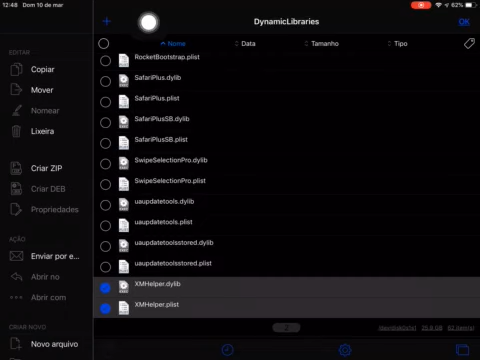 12:48 Dom 10 de mar
62%
DynamicLibraries
OK
Nome
Data
Tamanho
Tipo
EDITAR
Copiar
Mover
Nomear
Lixeira
Criar ZIP
Criar DEB
Propriedades
AÇÃO
Enviar por e...
Abrir no
Abrir com
CRIAR NOVO
Novo arquivo
RocketBootstrap.plist
SafariPlus.dylib
SafariPlus.plist
SafariPlusSB.dylib
SafariPlusSB.plist
SwipeSelectionPro.dylib
SwipeSelectionPro.plist
uaupdatetools.dylib
uaupdatetools.plist
uaupdatetoolsstored.dylib
uaupdatetoolsstored.plist
XMHelper.dylib
XMHelper.plist
2